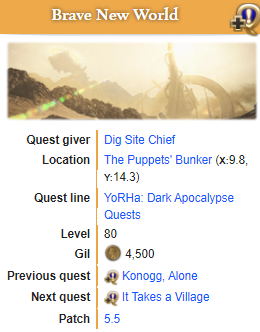 Brave New World
Quest giver Dig Site Chief
Location The Puppets' Bunker (X:9.8,
Y:14.3)
Quest line YoRHa: Dark Apocalypse
Quests
Level 80
Gil 4,500
Previous quest Konogg, Alone
Next quest It Takes a Village
Patch 5.5